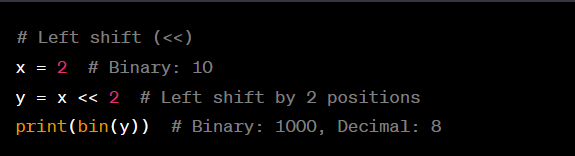 # Left shift (<<)
x = 2  # Binary: 10
y = x << 2  # Left shift by 2 positions
print(bin(y))  # Binary: 1000, Decimal: 8